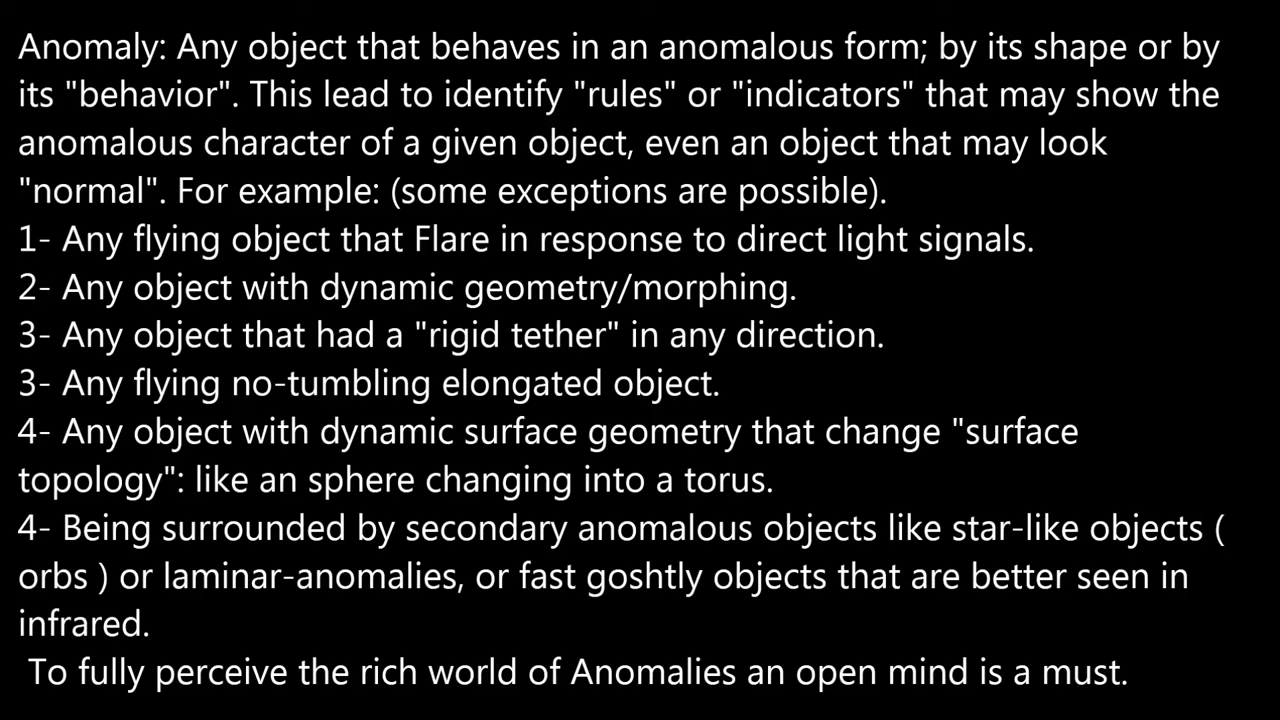 Anomaly: Any object that behaves in an anomalous form; by its shape or by
its "behavior". This lead to identify "rules" or "indicators" that may show the
anomalous character of a given object, even an object that may look
"normal". For example: (some exceptions are possible).
1- Any flying object that Flare in response to direct light signals.
2- Any object with dynamic geometry/morphing.
3- Any object that had a "rigid tether" in any direction.
3- Any flying no-tumbling elongated object.
4- Any object with dynamic surface geometry that change "surface
topology": like an sphere changing into a torus.
4- Being surrounded by secondary anomalous objects like star-like objects (
orbs ) or laminar-anomalies, or fast goshtly objects that are better seen in
infrared.
To fully perceive the rich world of Anomalies an open mind is a must.